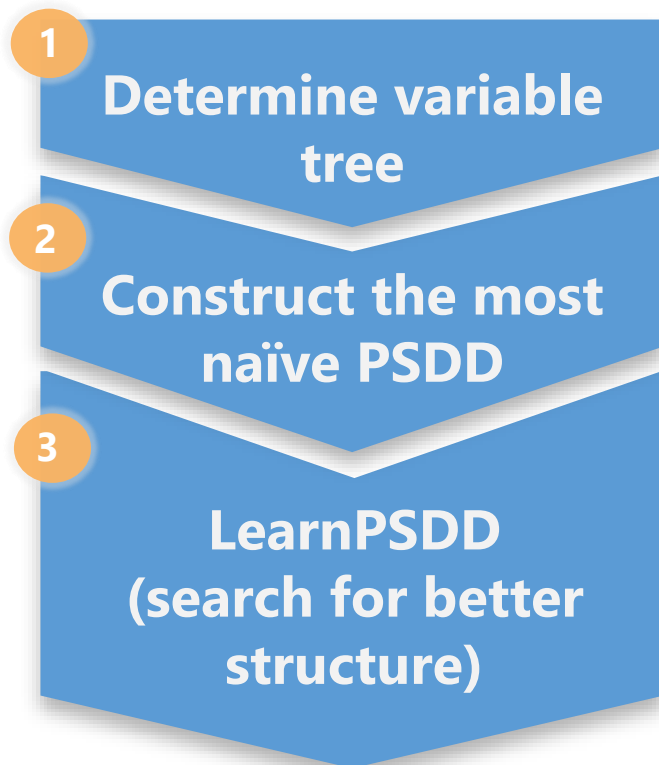 1
Determine variable
tree
2
Construct the most
naïve PSDD
3
LearnPSDD
(search for better
structure)